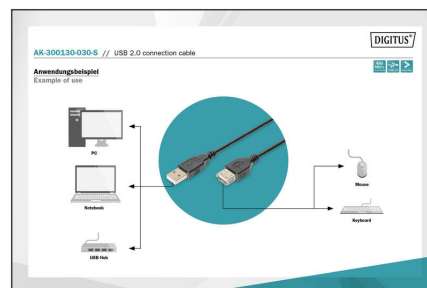 DIGITUS®
AK-300130-030-S // USB 2.0 connection cable
Anwendungsbeispiel
Example of use
PC
Notebook
USB Hub
Mouse
Keyboard